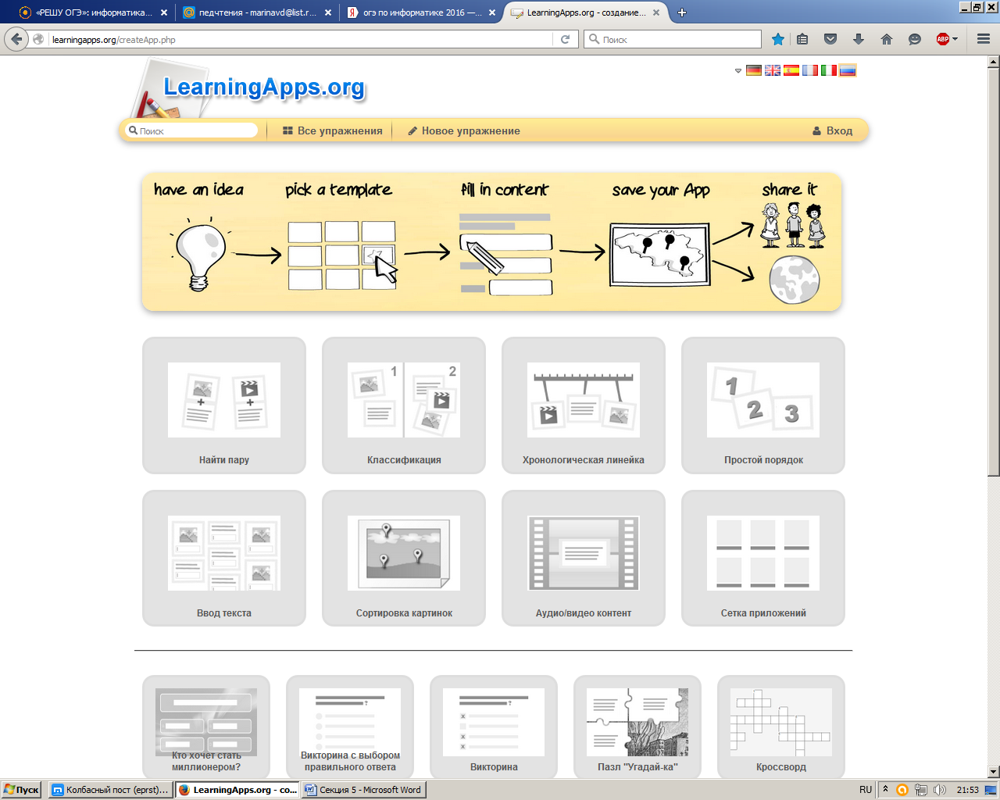 «РЕШУ ОГЭ»: информатика...
педчтения - marinavd@list.r...
огэ по информатике 2016 —...
LearningApps.org - создание...
learningapps.org/createApp.php
Поиск
ABP
LearningApps.org
Поиск
Все упражнения
Новое упражнение
Вход
have an idea
pick a template
fill in content
save your App
share it
1
2
1
2
3
Найти пару
Классификация
Хронологическая линейка
Простой порядок
Ввод текста
Сортировка картинок
Аудио/видео контент
Сетка приложений
?
?
Кто хочет стать миллионером?
Викторина с выбором правильного ответа
Викторина
Пазл "Угадай-ка"
Кроссворд
Пуск
Колбасный пост (eprst)...
LearningApps.org - со...
Секция 5 - Microsoft Word
RU
21:53